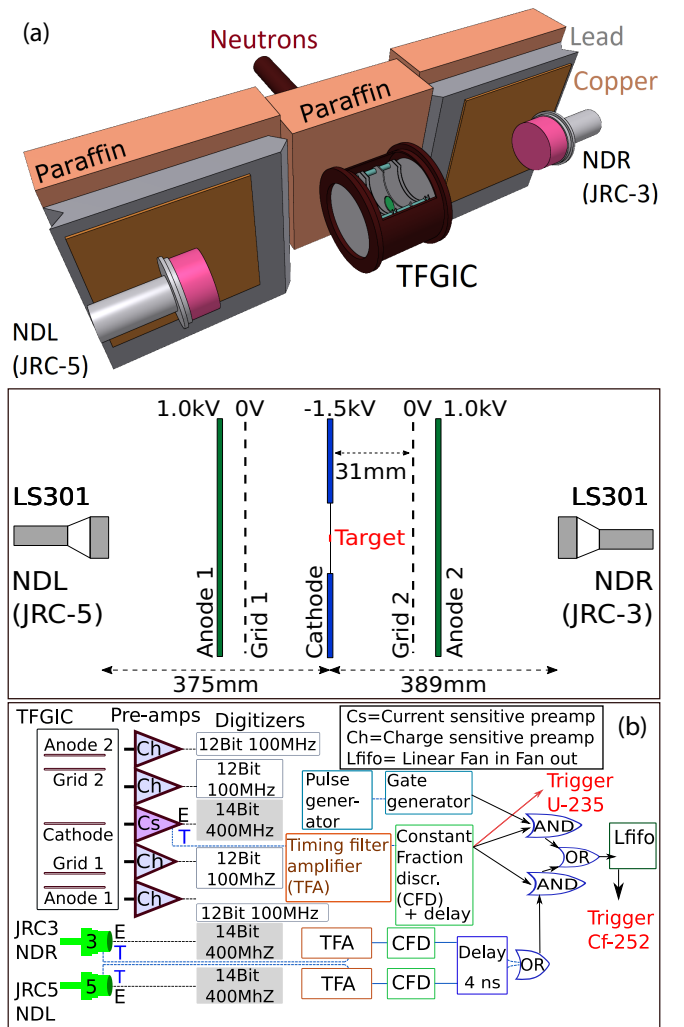 (a)
Neutrons
Lead
Copper
Paraffin
Paraffin
NDR
(JRC-3)
TFGIC
NDL
(JRC-5)
1.0kV 0V -1.5kV 0V 1.0kV
31mm
LS301 LS301
Target
NDL
(JRC-5)
NDR
(JRC-3)
Anode 1
Grid 1
Cathode
Grid 2
Anode 2
375mm 389mm
(b)
TFGIC
Pre-amps
Digitizers
Cs=Current sensitive preamp
Ch=Charge sensitive preamp
Lfifo= Linear Fan in Fan out
Anode 2
Grid 2
Cathode
Grid 1
Anode 1
Ch
Ch
Cs
Ch
Ch
E
T
12Bit 100MHz
12Bit
100MHz
14Bit
400MHz
12Bit
100MhZ
12Bit 100MHz
Pulse
gener-
ator
Gate
generator
Timing filter
amplifier
(TFA)
Constant
Fraction
discr.
(CFD)
+ delay
Trigger
U-235
AND
OR
AND
Lfifo
Trigger
Cf-252
JRC3
NDR
3
E
T
14Bit
400MhZ
TFA
CFD
JRC5
NDL
5
T
E
14Bit
400MhZ
TFA
CFD
Delay
4 ns
OR